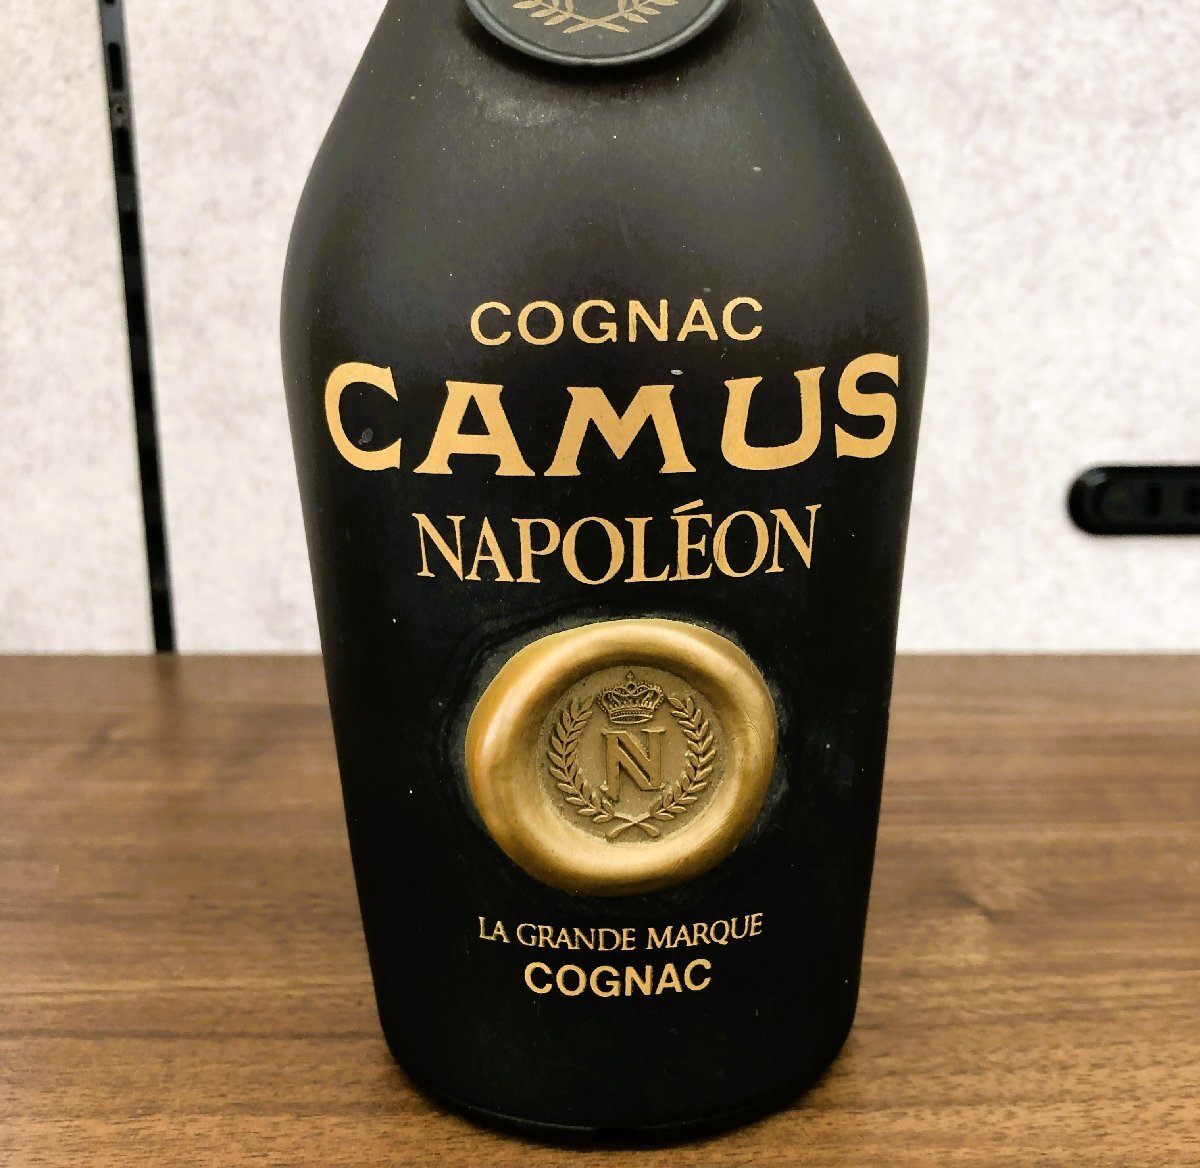 COGNAC
CAMUS
NAPOLÉON
N
LA GRANDE MARQUE
COGNAC